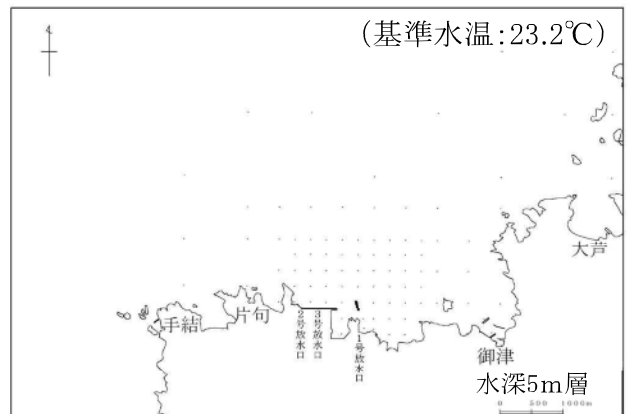 (基準水温:23.2℃)
大芦
片句
手結
2号放水口
3号放水口
1号放水口
御津
水深5m層
0 500 1000m